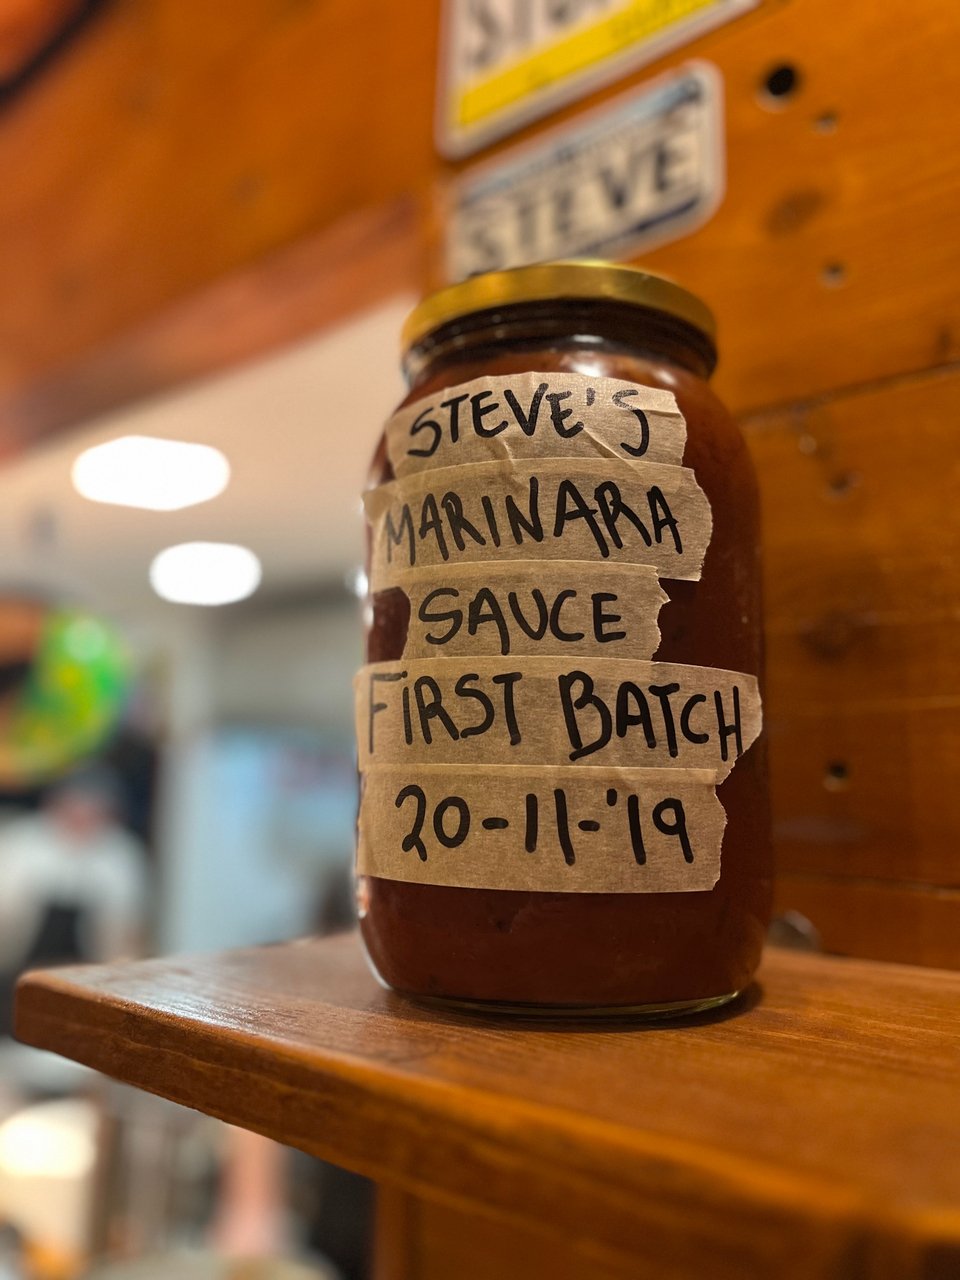 STEVE
STEVE'S
MARINARA
SAUCE
FIRST BATCH
20-11-'19